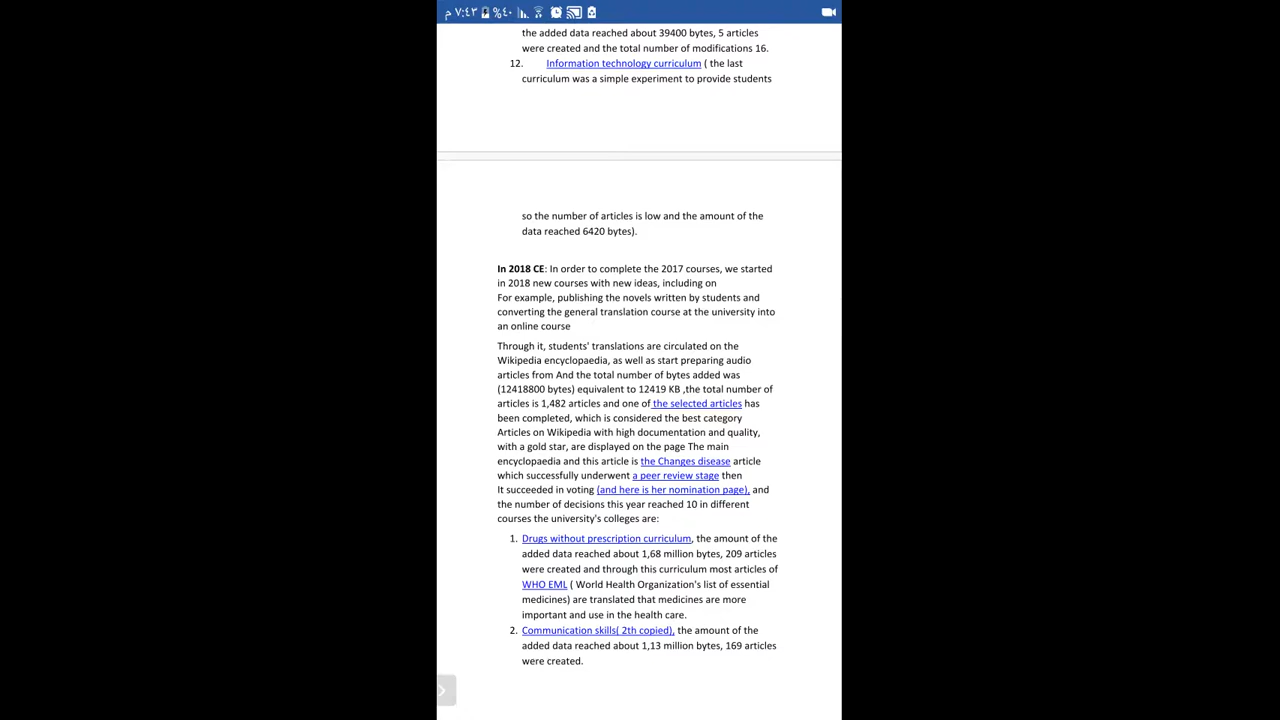 م ٧:٤٣ %٤٠
the added data reached about 39400 bytes, 5 articles
were created and the total number of modifications 16.
12. Information technology curriculum ( the last
curriculum was a simple experiment to provide students
so the number of articles is low and the amount of the
data reached 6420 bytes).
In 2018 CE: In order to complete the 2017 courses, we started
in 2018 new courses with new ideas, including on
For example, publishing the novels written by students and
converting the general translation course at the university into
an online course
Through it, students' translations are circulated on the
Wikipedia encyclopaedia, as well as start preparing audio
articles from And the total number of bytes added was
(12418800 bytes) equivalent to 12419 KB ,the total number of
articles is 1,482 articles and one of the selected articles has
been completed, which is considered the best category
Articles on Wikipedia with high documentation and quality,
with a gold star, are displayed on the page The main
encyclopaedia and this article is the Changes disease article
which successfully underwent a peer review stage then
It succeeded in voting (and here is her nomination page), and
the number of decisions this year reached 10 in different
courses the university's colleges are:
1. Drugs without prescription curriculum, the amount of the
added data reached about 1,68 million bytes, 209 articles
were created and through this curriculum most articles of
WHO EML ( World Health Organization's list of essential
medicines) are translated that medicines are more
important and use in the health care.
2. Communication skills( 2th copied), the amount of the
added data reached about 1,13 million bytes, 169 articles
were created.